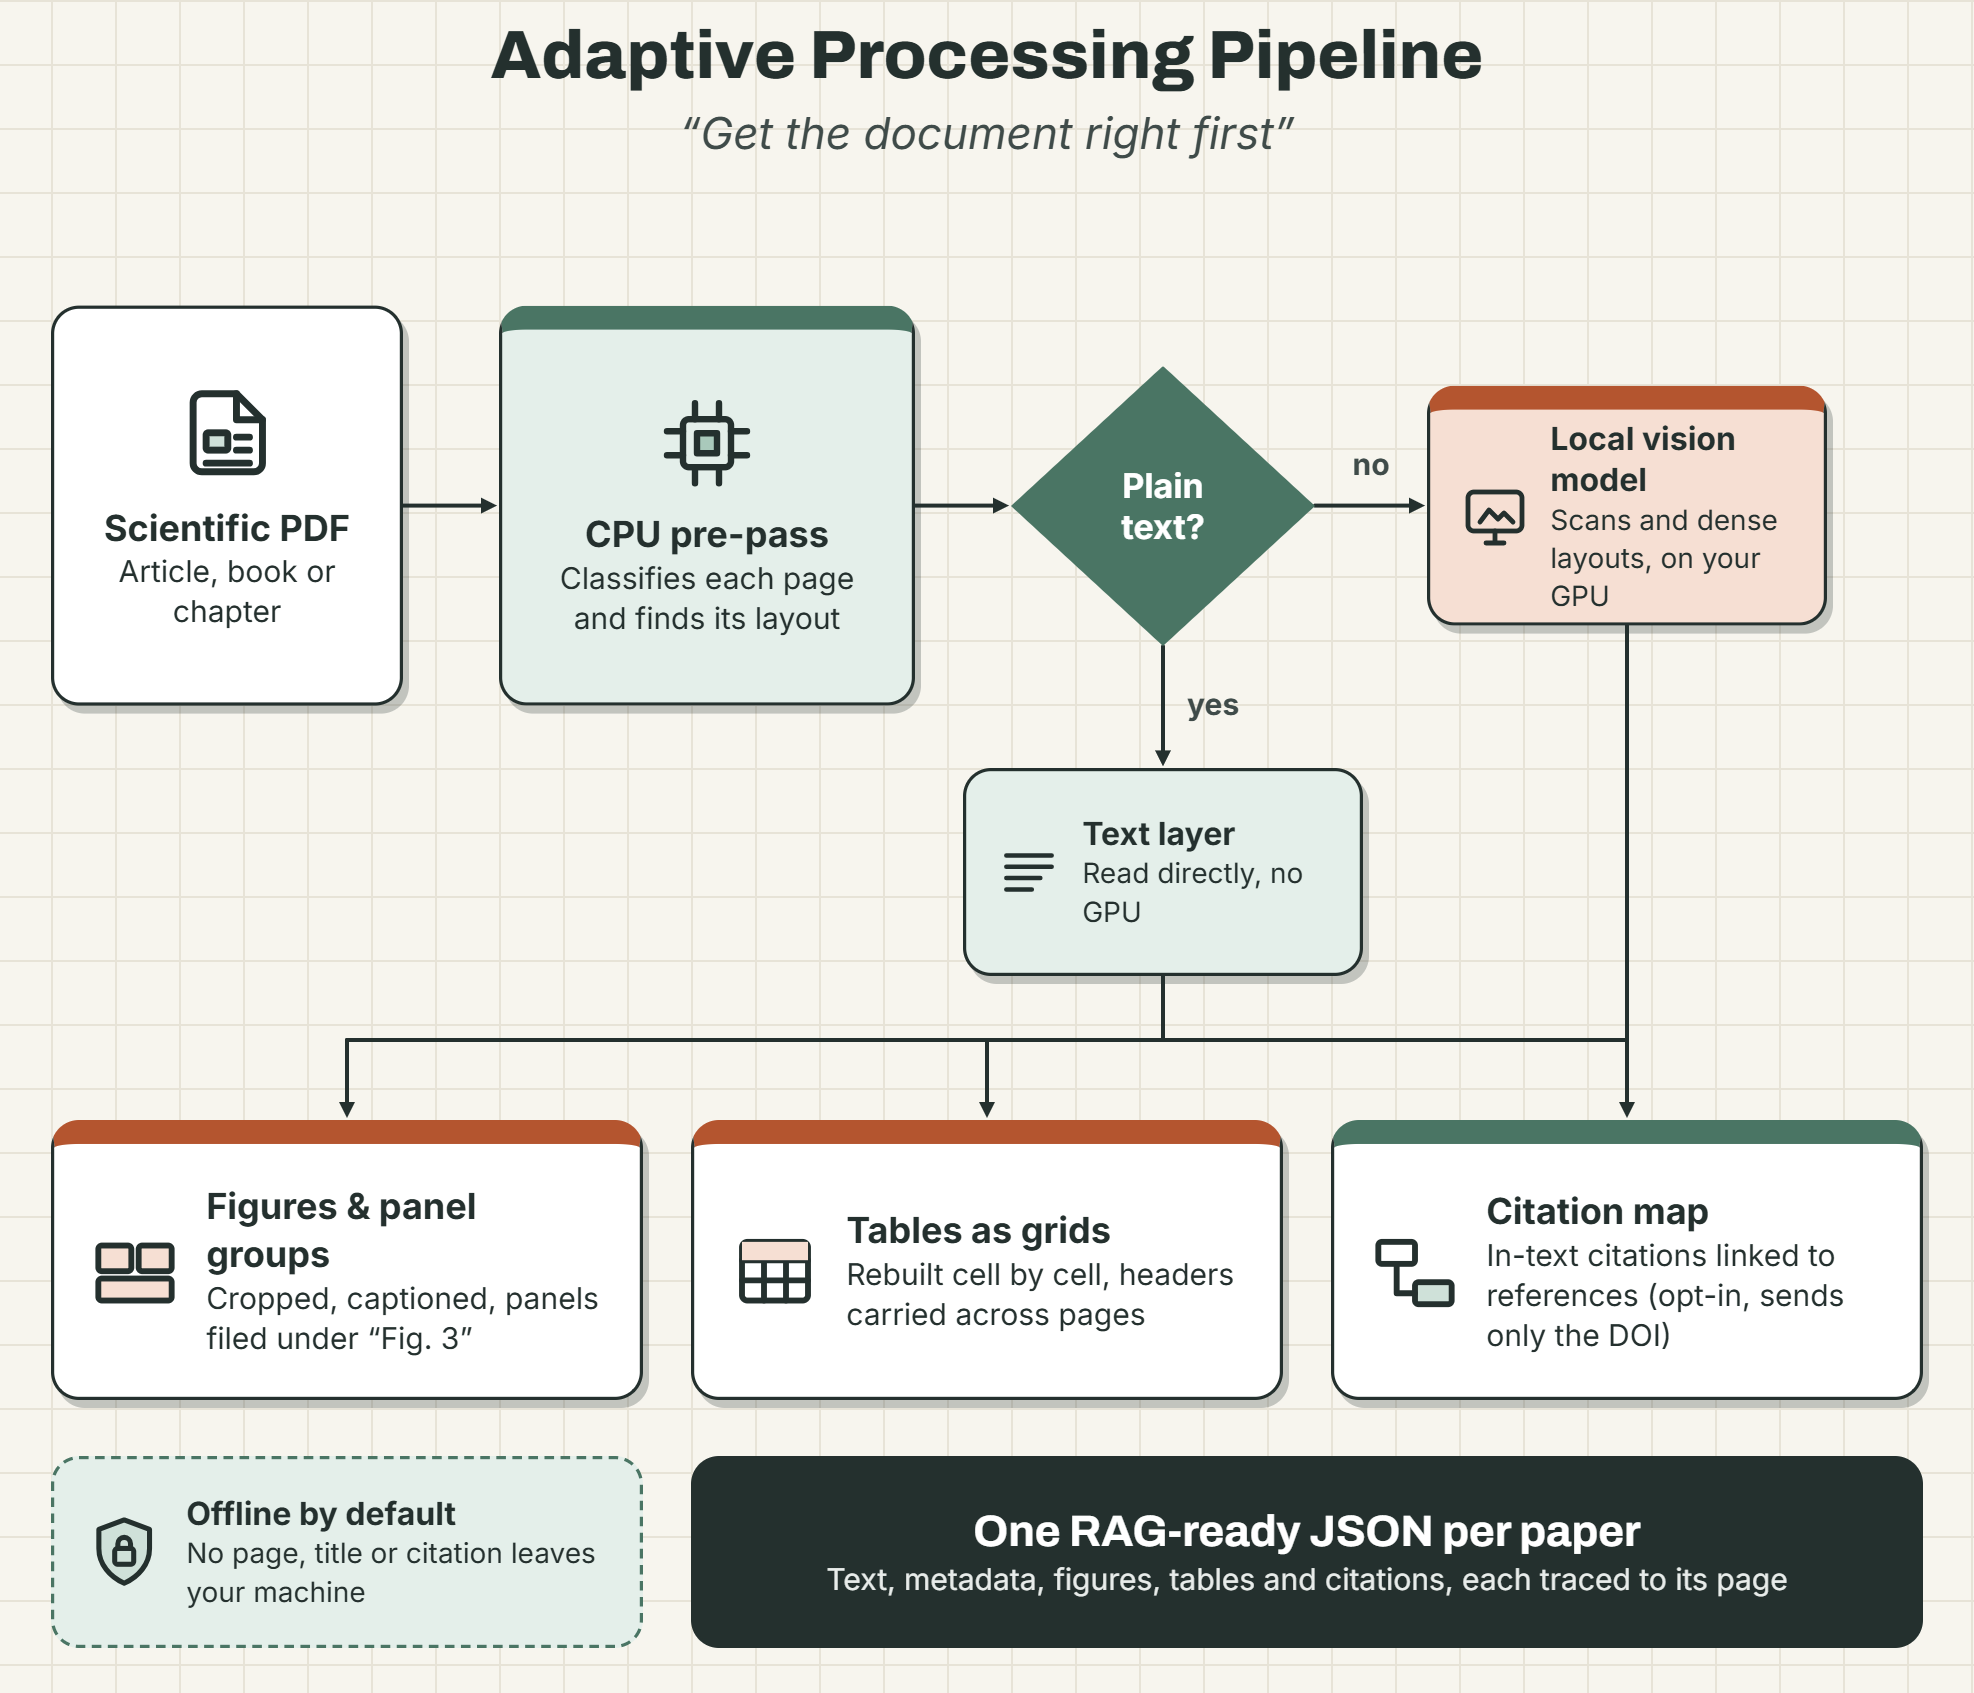 Adaptive Processing Pipeline
“Get the document right first”
Scientific PDF
Article, book or
chapter
CPU pre-pass
Classifies each page
and finds its layout
Plain
text?
no
Local vision
model
Scans and dense
layouts, on your
GPU
yes
Text layer
Read directly, no
GPU
Figures & panel
groups
Cropped, captioned, panels
filed under “Fig. 3”
Tables as grids
Rebuilt cell by cell, headers
carried across pages
Citation map
In-text citations linked to
references (opt-in, sends
only the DOI)
Offline by default
No page, title or citation leaves
your machine
One RAG-ready JSON per paper
Text, metadata, figures, tables and citations, each traced to its page